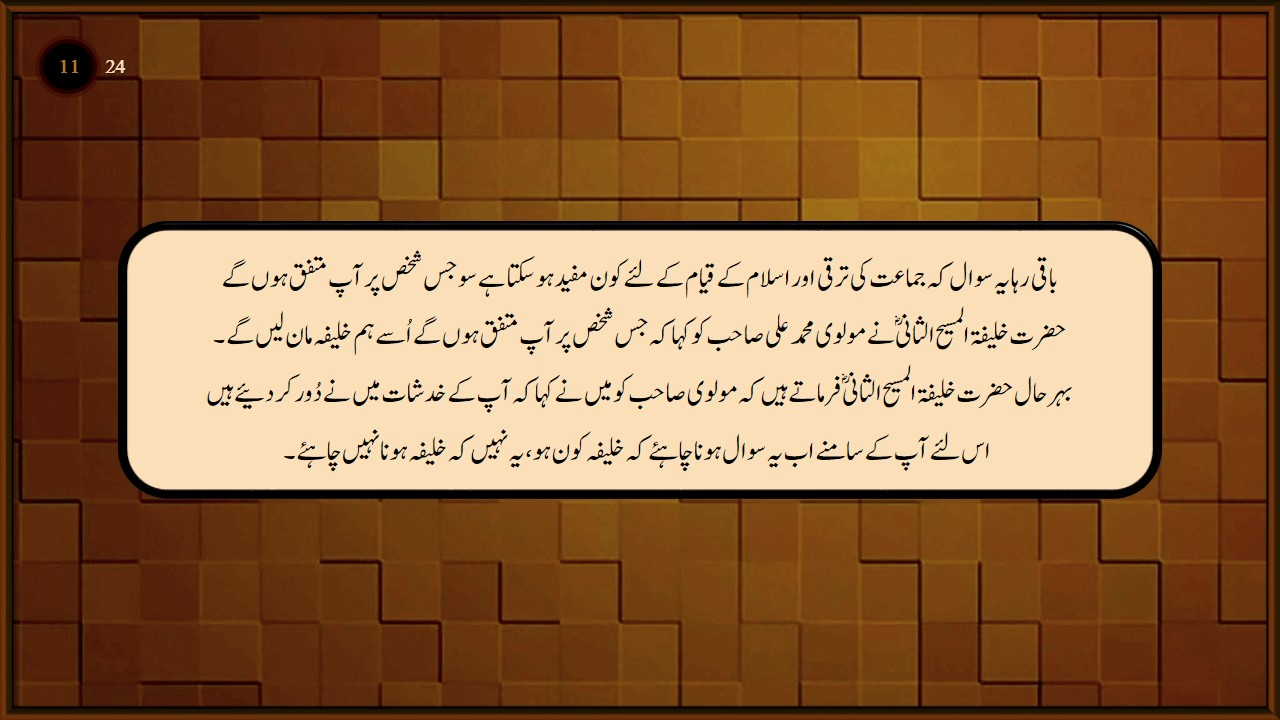 11 24
باقی رہا یہ سوال کہ جماعت کی ترقی اور اسلام کے قیام کے لئے کون مفید ہو سکتا ہے سو جس شخص پر آپ متفق ہوں گے
حضرت خلیفۃ المسیح الثانیؓ نے مولوی محمد علی صاحب کو کہا کہ جس شخص پر آپ متفق ہوں گے اُسے ہم خلیفہ مان لیں گے۔
بہر حال حضرت خلیفۃ المسیح الثانیؓ فرماتے ہیں کہ مولوی صاحب کو میں نے کہا کہ آپ کے خدشات میں نے دُور کر دیئے ہیں
اس لئے آپ کے سامنے اب یہ سوال ہونا چاہئے کہ خلیفہ کون ہو، یہ نہیں کہ خلیفہ ہونا نہیں چاہئے۔